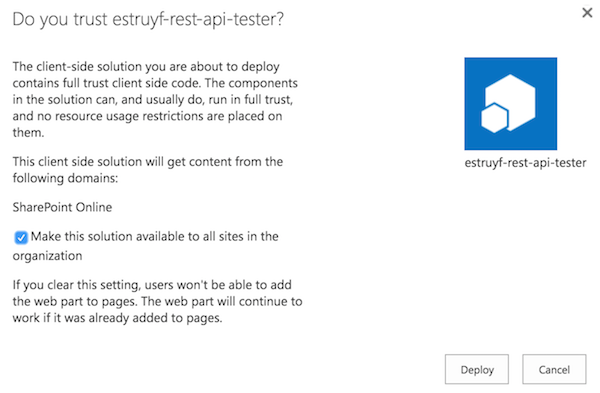 Do you trust estruyf-rest-api-tester?
The client-side solution you are about to deploy
contains full trust client side code. The components
in the solution can, and usually do, run in full trust,
and no resource usage restrictions are placed on
them.
This client side solution will get content from the
following domains:
SharePoint Online
Make this solution available to all sites in the
organization
If you clear this setting, users won't be able to add
the web part to pages. The web part will continue to
work if it was already added to pages.
estruyf-rest-api-tester
Deploy
Cancel